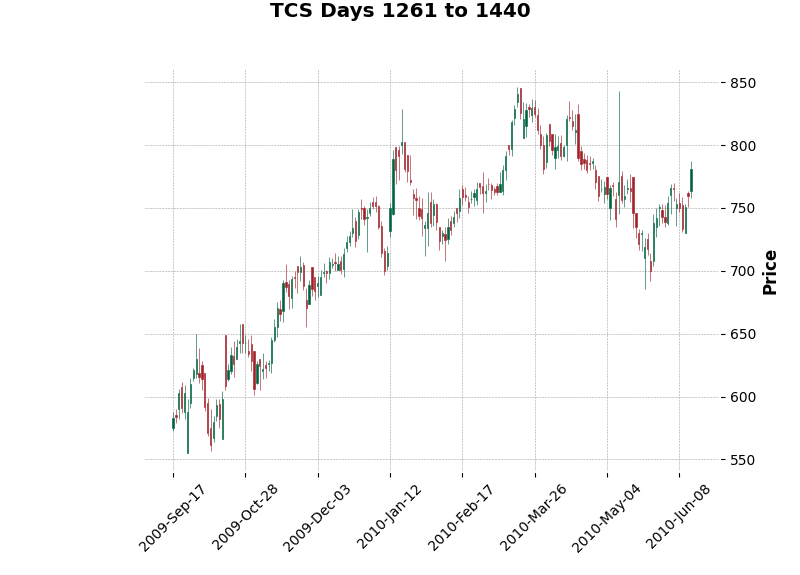 TCS Days 1261 to 1440
850
800
750
700
650
600
550
Price
2009-Sep-17
2009-Oct-28
2009-Dec-03
2010-Jan-12
2010-Feb-17
2010-Mar-26
2010-May-04
2010-Jun-08